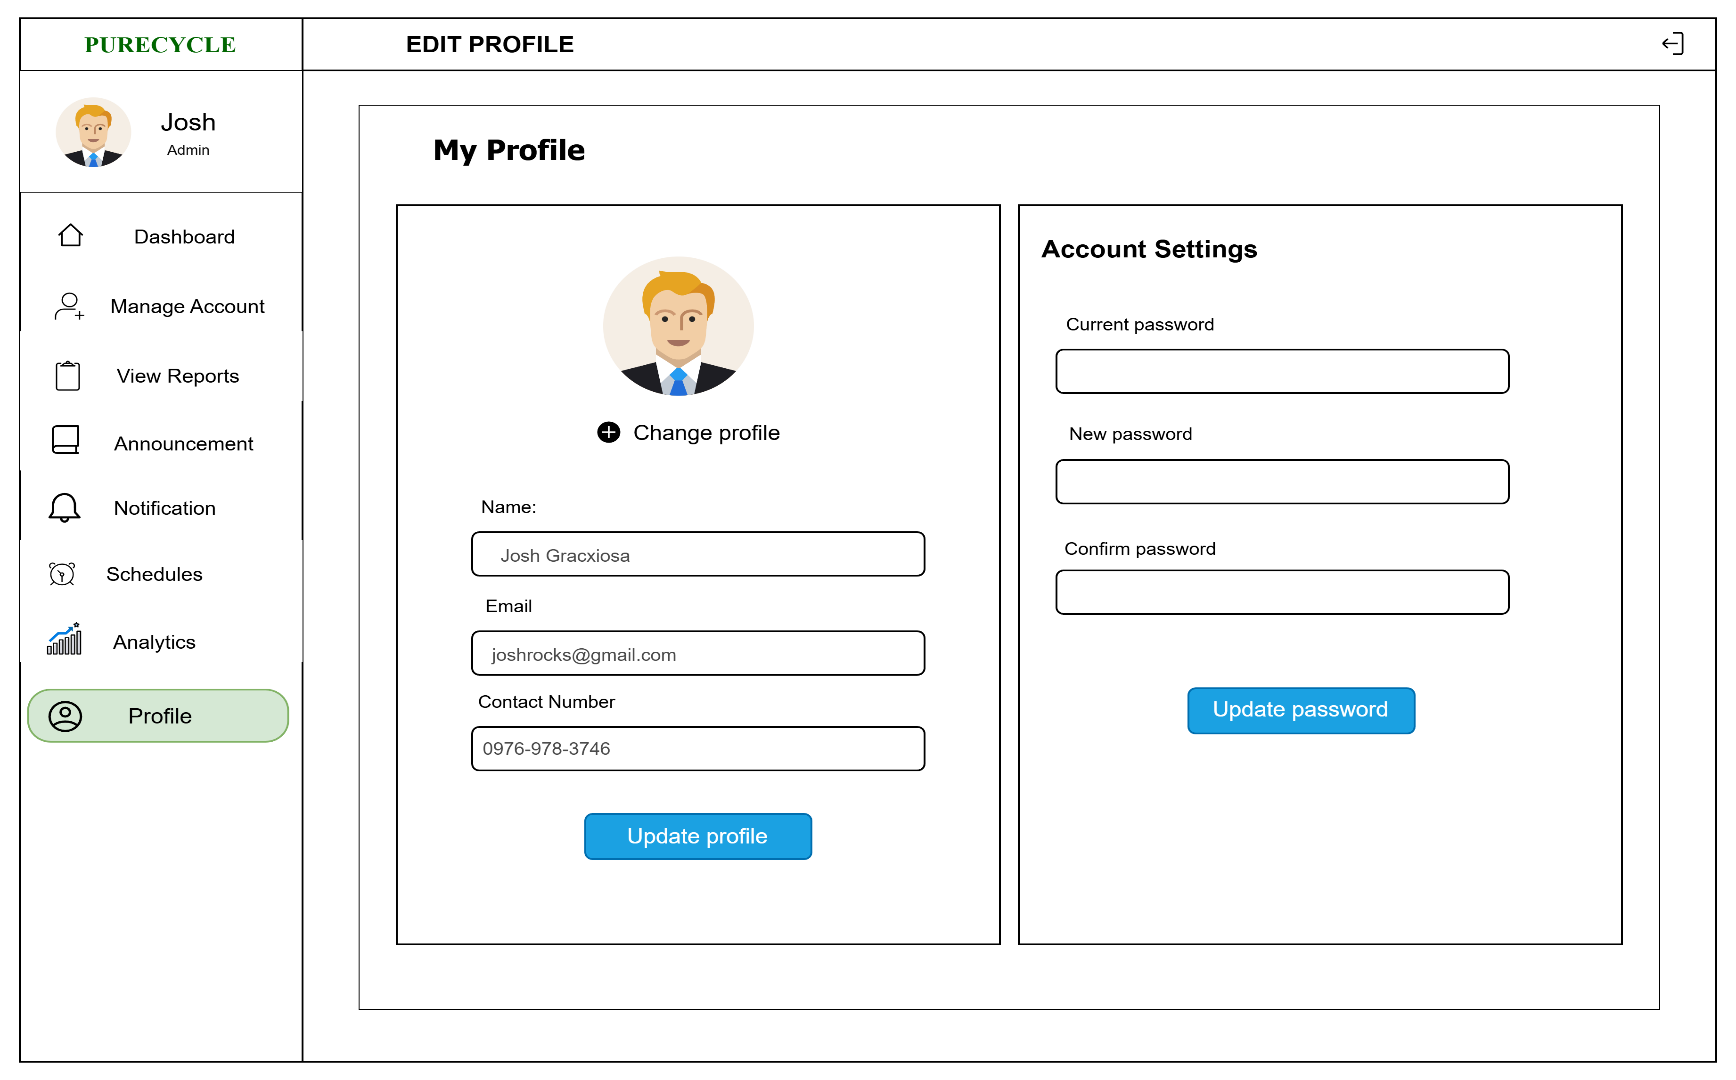 PURECYCLE
EDIT PROFILE
Josh
Admin
Dashboard
Manage Account
View Reports
Announcement
Notification
Schedules
Analytics
Profile
My Profile
Change profile
Name:
Josh Gracxiosa
Email
joshrocks@gmail.com
Contact Number
0976-978-3746
Update profile
Account Settings
Current password
New password
Confirm password
Update password